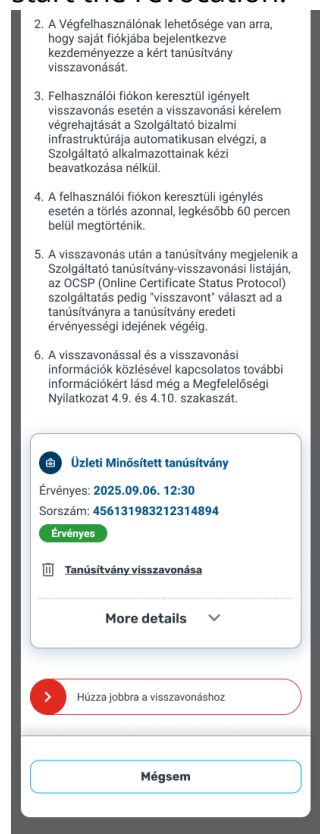 start the revocation.
2. A Végfelhasználónak lehetősége van arra,
hogy saját fiókjába bejelentkezve
kezdeményezze a kért tanúsítvány
visszavonását.
3. Felhasználói fiókon keresztül igényelt
visszavonás esetén a visszavonási kérelem
végrehajtását a Szolgáltató bizalmi
infrastruktúrája automatikusan elvégzi, a
Szolgáltató alkalmazottainak kézi
beavatkozása nélkül.
4. A felhasználói fiókon keresztüli igénylés
esetén a törlés azonnal, legkésőbb 60 percen
belül megtörténik.
5. A visszavonás után a tanúsítvány megjelenik a
Szolgáltató tanúsítvány-visszavonási listáján,
az OCSP (Online Certificate Status Protocol)
szolgáltatás pedig "visszavont" választ ad a
tanúsítványra a tanúsítvány eredeti
érvényességi idejének végéig.
6. A visszavonással és a visszavonási
információk közlésével kapcsolatos további
információkért lásd még a Megfelelőségi
Nyilatkozat 4.9. és 4.10. szakaszát.
Üzleti Minősített tanúsítvány
Érvényes: 2025.09.06. 12:30
Sorszám: 456131983212314894
Érvényes
Tanúsítvány visszavonása
More details
Húzza jobbra a visszavonáshoz
Mégsem